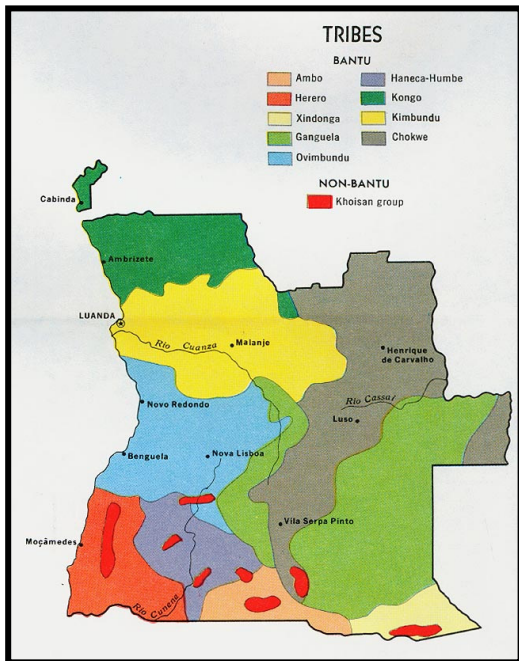 TRIBES
BANTU
Ambo
Herero
Xindonga
Ganguela
Ovimbundu
Haneca-Humbe
Kongo
Kimbundu
Chokwe
NON-BANTU
Khoisan group
Cabinda
Ambrizete
LUANDA
Rio Cuanza
Malanje
Henrique
de Carvalho
Rio Cassai
Novo Redondo
Luso
Benguela
Nova Lisboa
Vila Serpa Pinto
Moçâmedes
Rio Cunene